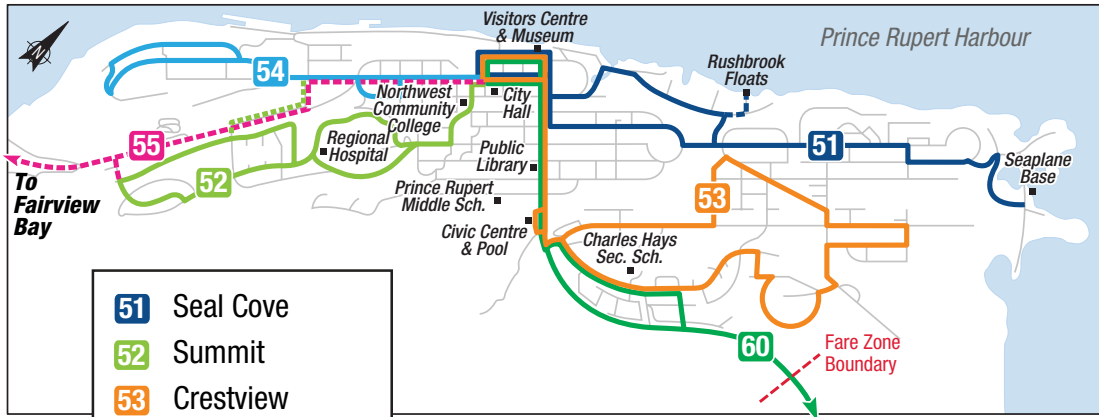 N
Visitors Centre
& Museum
Prince Rupert Harbour
Rushbrook
Floats
54
Northwest
Community
College
City
Hall
55
Regional
Hospital
Public
Library
51
Seaplane
Base
To
Fairview
Bay
52
Prince Rupert
Middle Sch.
53
Civic Centre
& Pool
Charles Hays
Sec. Sch.
51 Seal Cove
52 Summit
53 Crestview
60
Fare Zone
Boundary